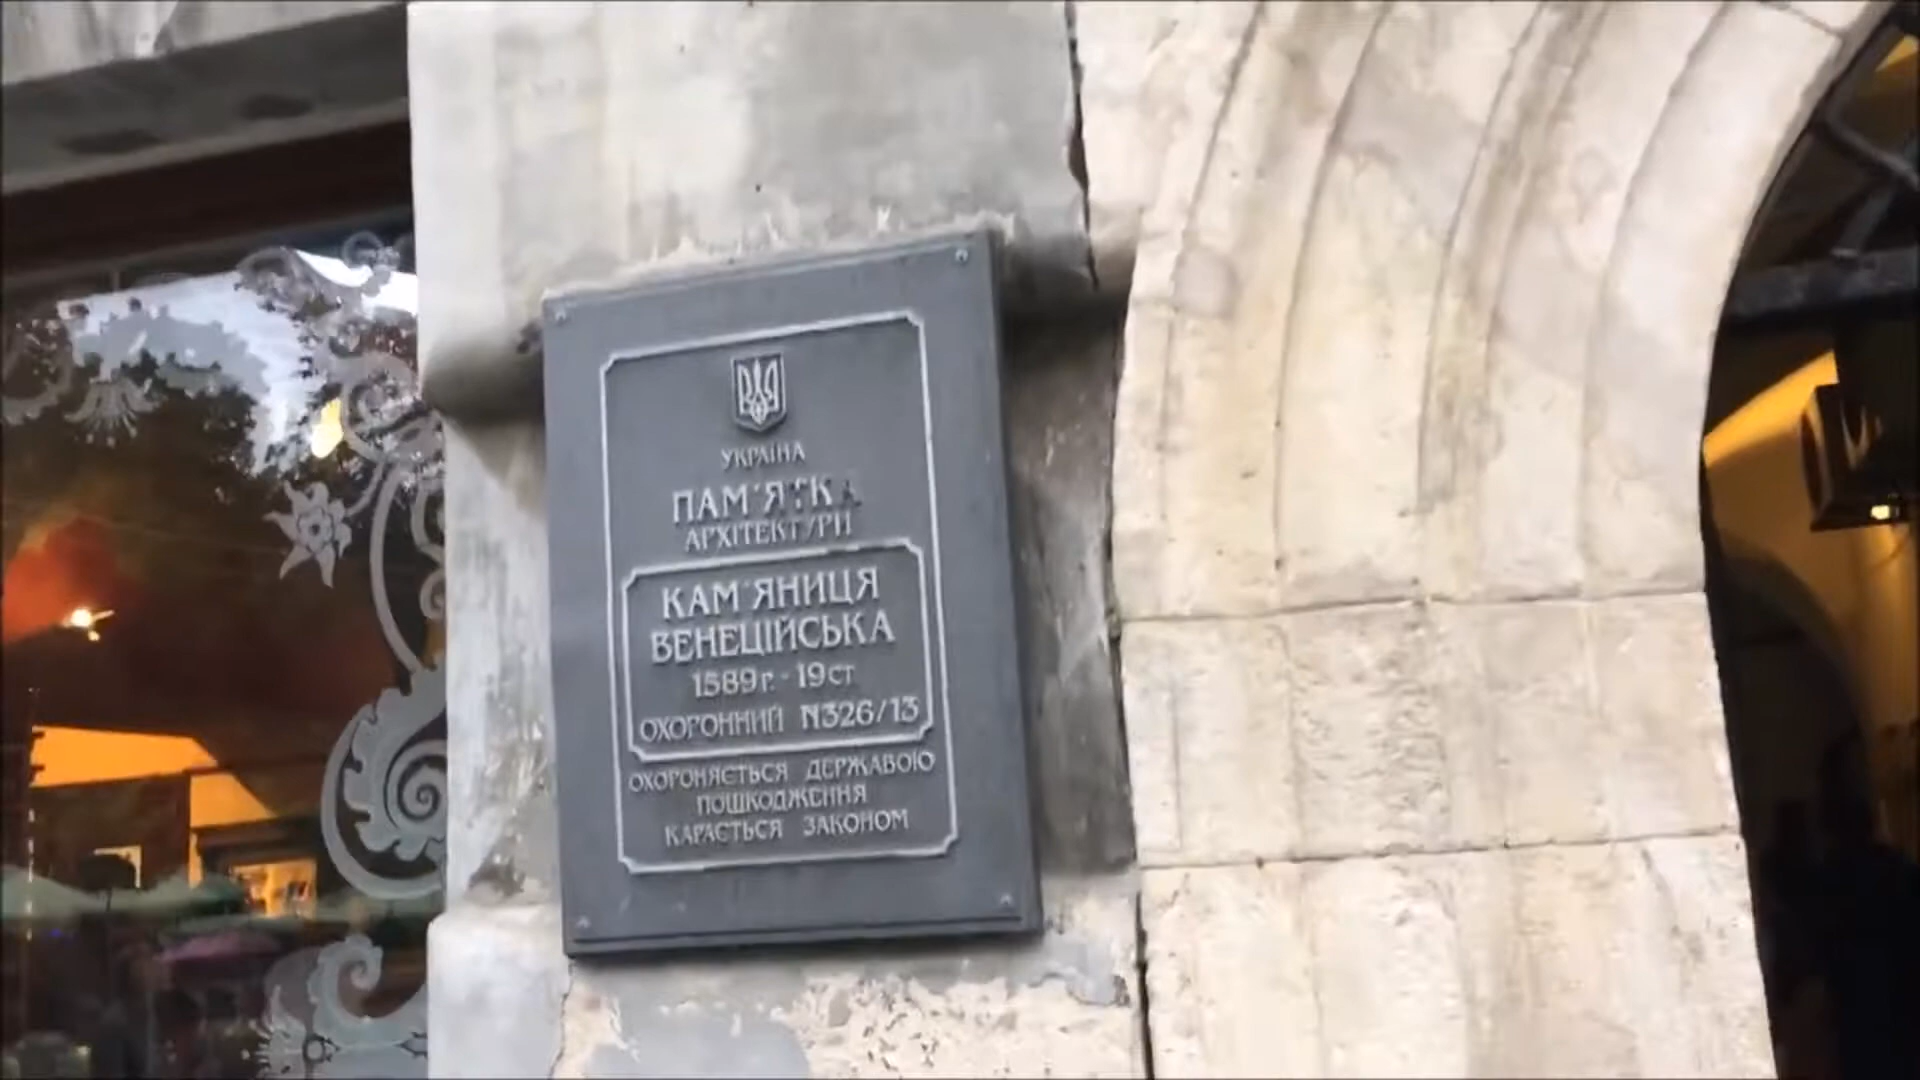 УКРАЇНА
ПАМ'ЯТКА
АРХІТЕКТУРИ
КАМ'ЯНИЦЯ
ВЕНЕЦІЙСЬКА
1589 г. - 19 ст
ОХОРОННИЙ N326/13
ОХОРОНЯЄТЬСЯ ДЕРЖАВОЮ
ПОШКОДЖЕННЯ
КАРАЄТЬСЯ ЗАКОНОМ